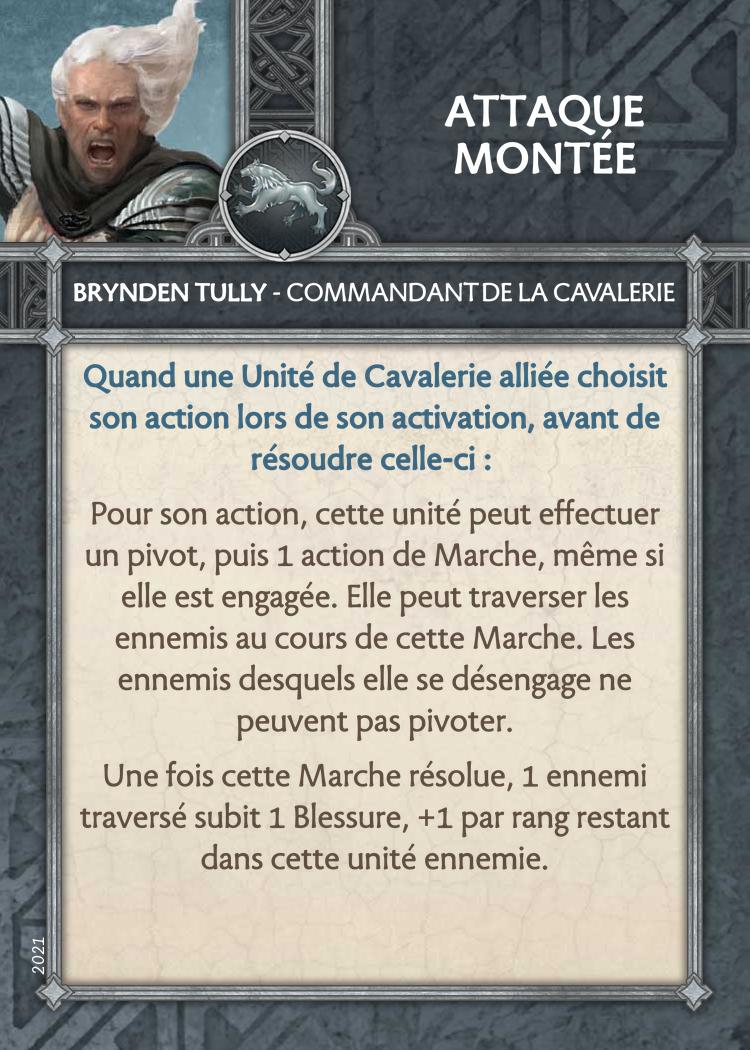 ATTAQUE
MONTÉE
BRYNDEN TULLY - COMMANDANT DE LA CAVALERIE
Quand une Unité de Cavalerie alliée choisit
son action lors de son activation, avant de
résoudre celle-ci :
Pour son action, cette unité peut effectuer
un pivot, puis 1 action de Marche, même si
elle est engagée. Elle peut traverser les
ennemis au cours de cette Marche. Les
ennemis desquels elle se désengage ne
peuvent pas pivoter.
Une fois cette Marche résolue, 1 ennemi
traversé subit 1 Blessure, +1 par rang restant
dans cette unité ennemie.
2021